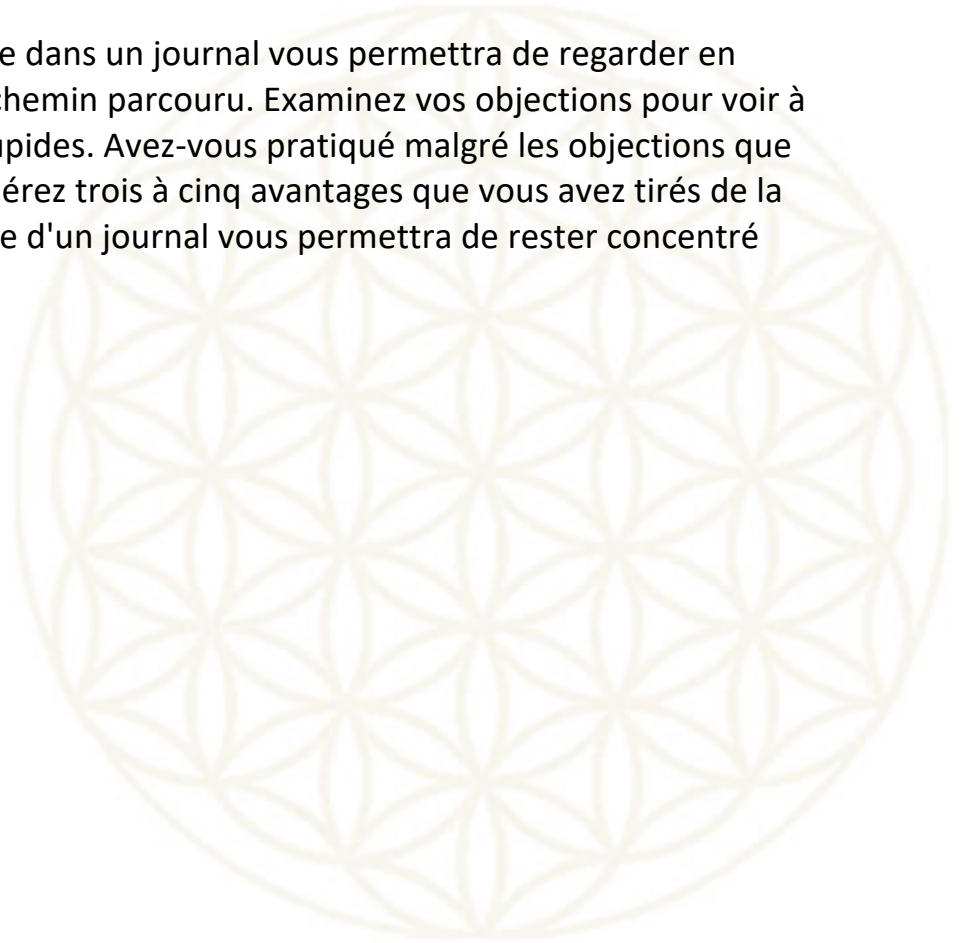 e dans un journal vous permettra de regarder en
chemin parcouru. Examinez vos objections pour voir à
upides. Avez-vous pratiqué malgré les objections que
érez trois à cinq avantages que vous avez tirés de la
e d'un journal vous permettra de rester concentré